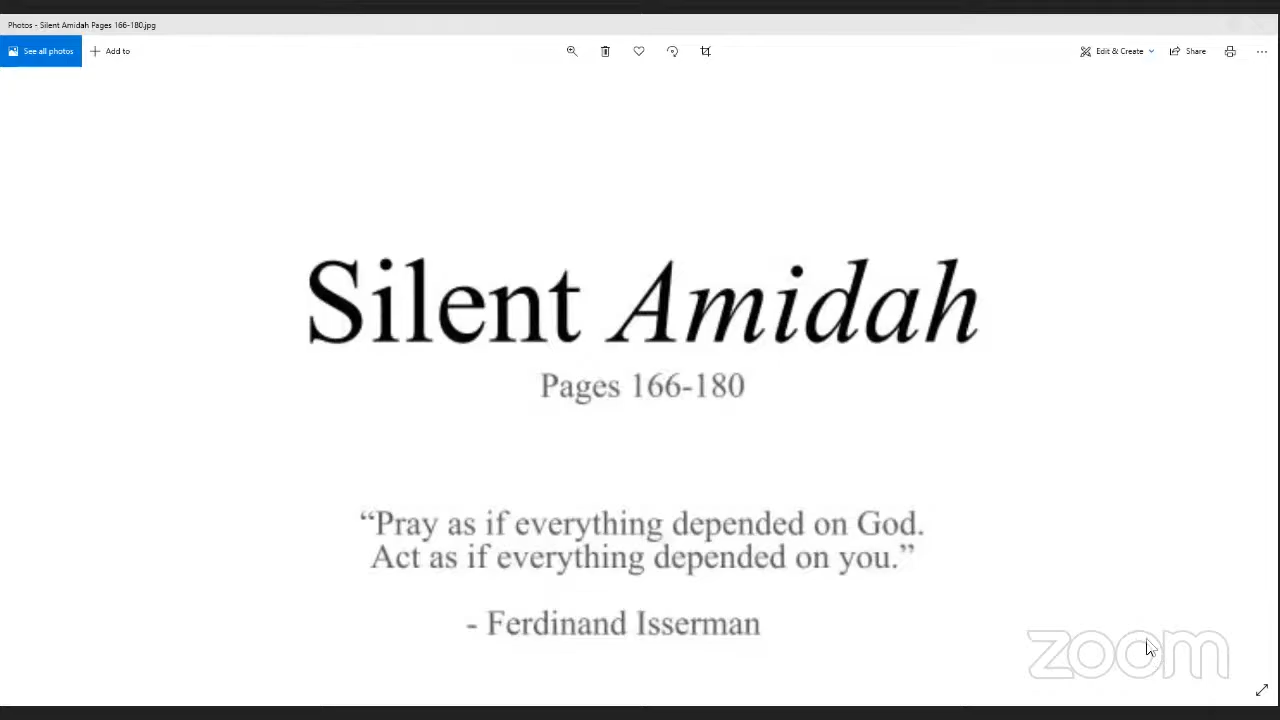 Photos - Silent Amidah Pages 166-180.jpg
See all photos
Add to
Edit & Create
Share
Silent Amidah
Pages 166-180
“Pray as if everything depended on God.
Act as if everything depended on you.”
- Ferdinand Isserman
zoom